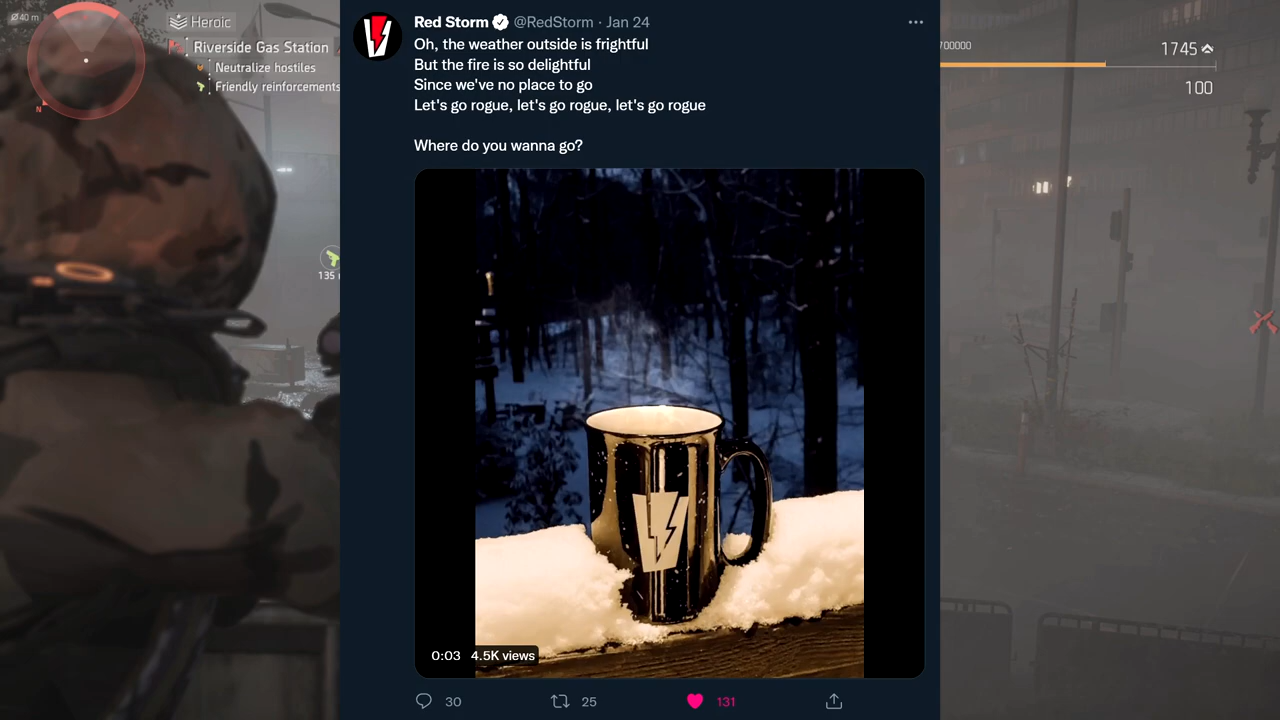 40 m
Heroic
Riverside Gas Station
Neutralize hostiles
Friendly reinforcements
N
135
Red Storm @RedStorm · Jan 24
Oh, the weather outside is frightful
But the fire is so delightful
Since we've no place to go
Let's go rogue, let's go rogue, let's go rogue
Where do you wanna go?
0:03 4.5K views
30 25 131
700000
1745
100